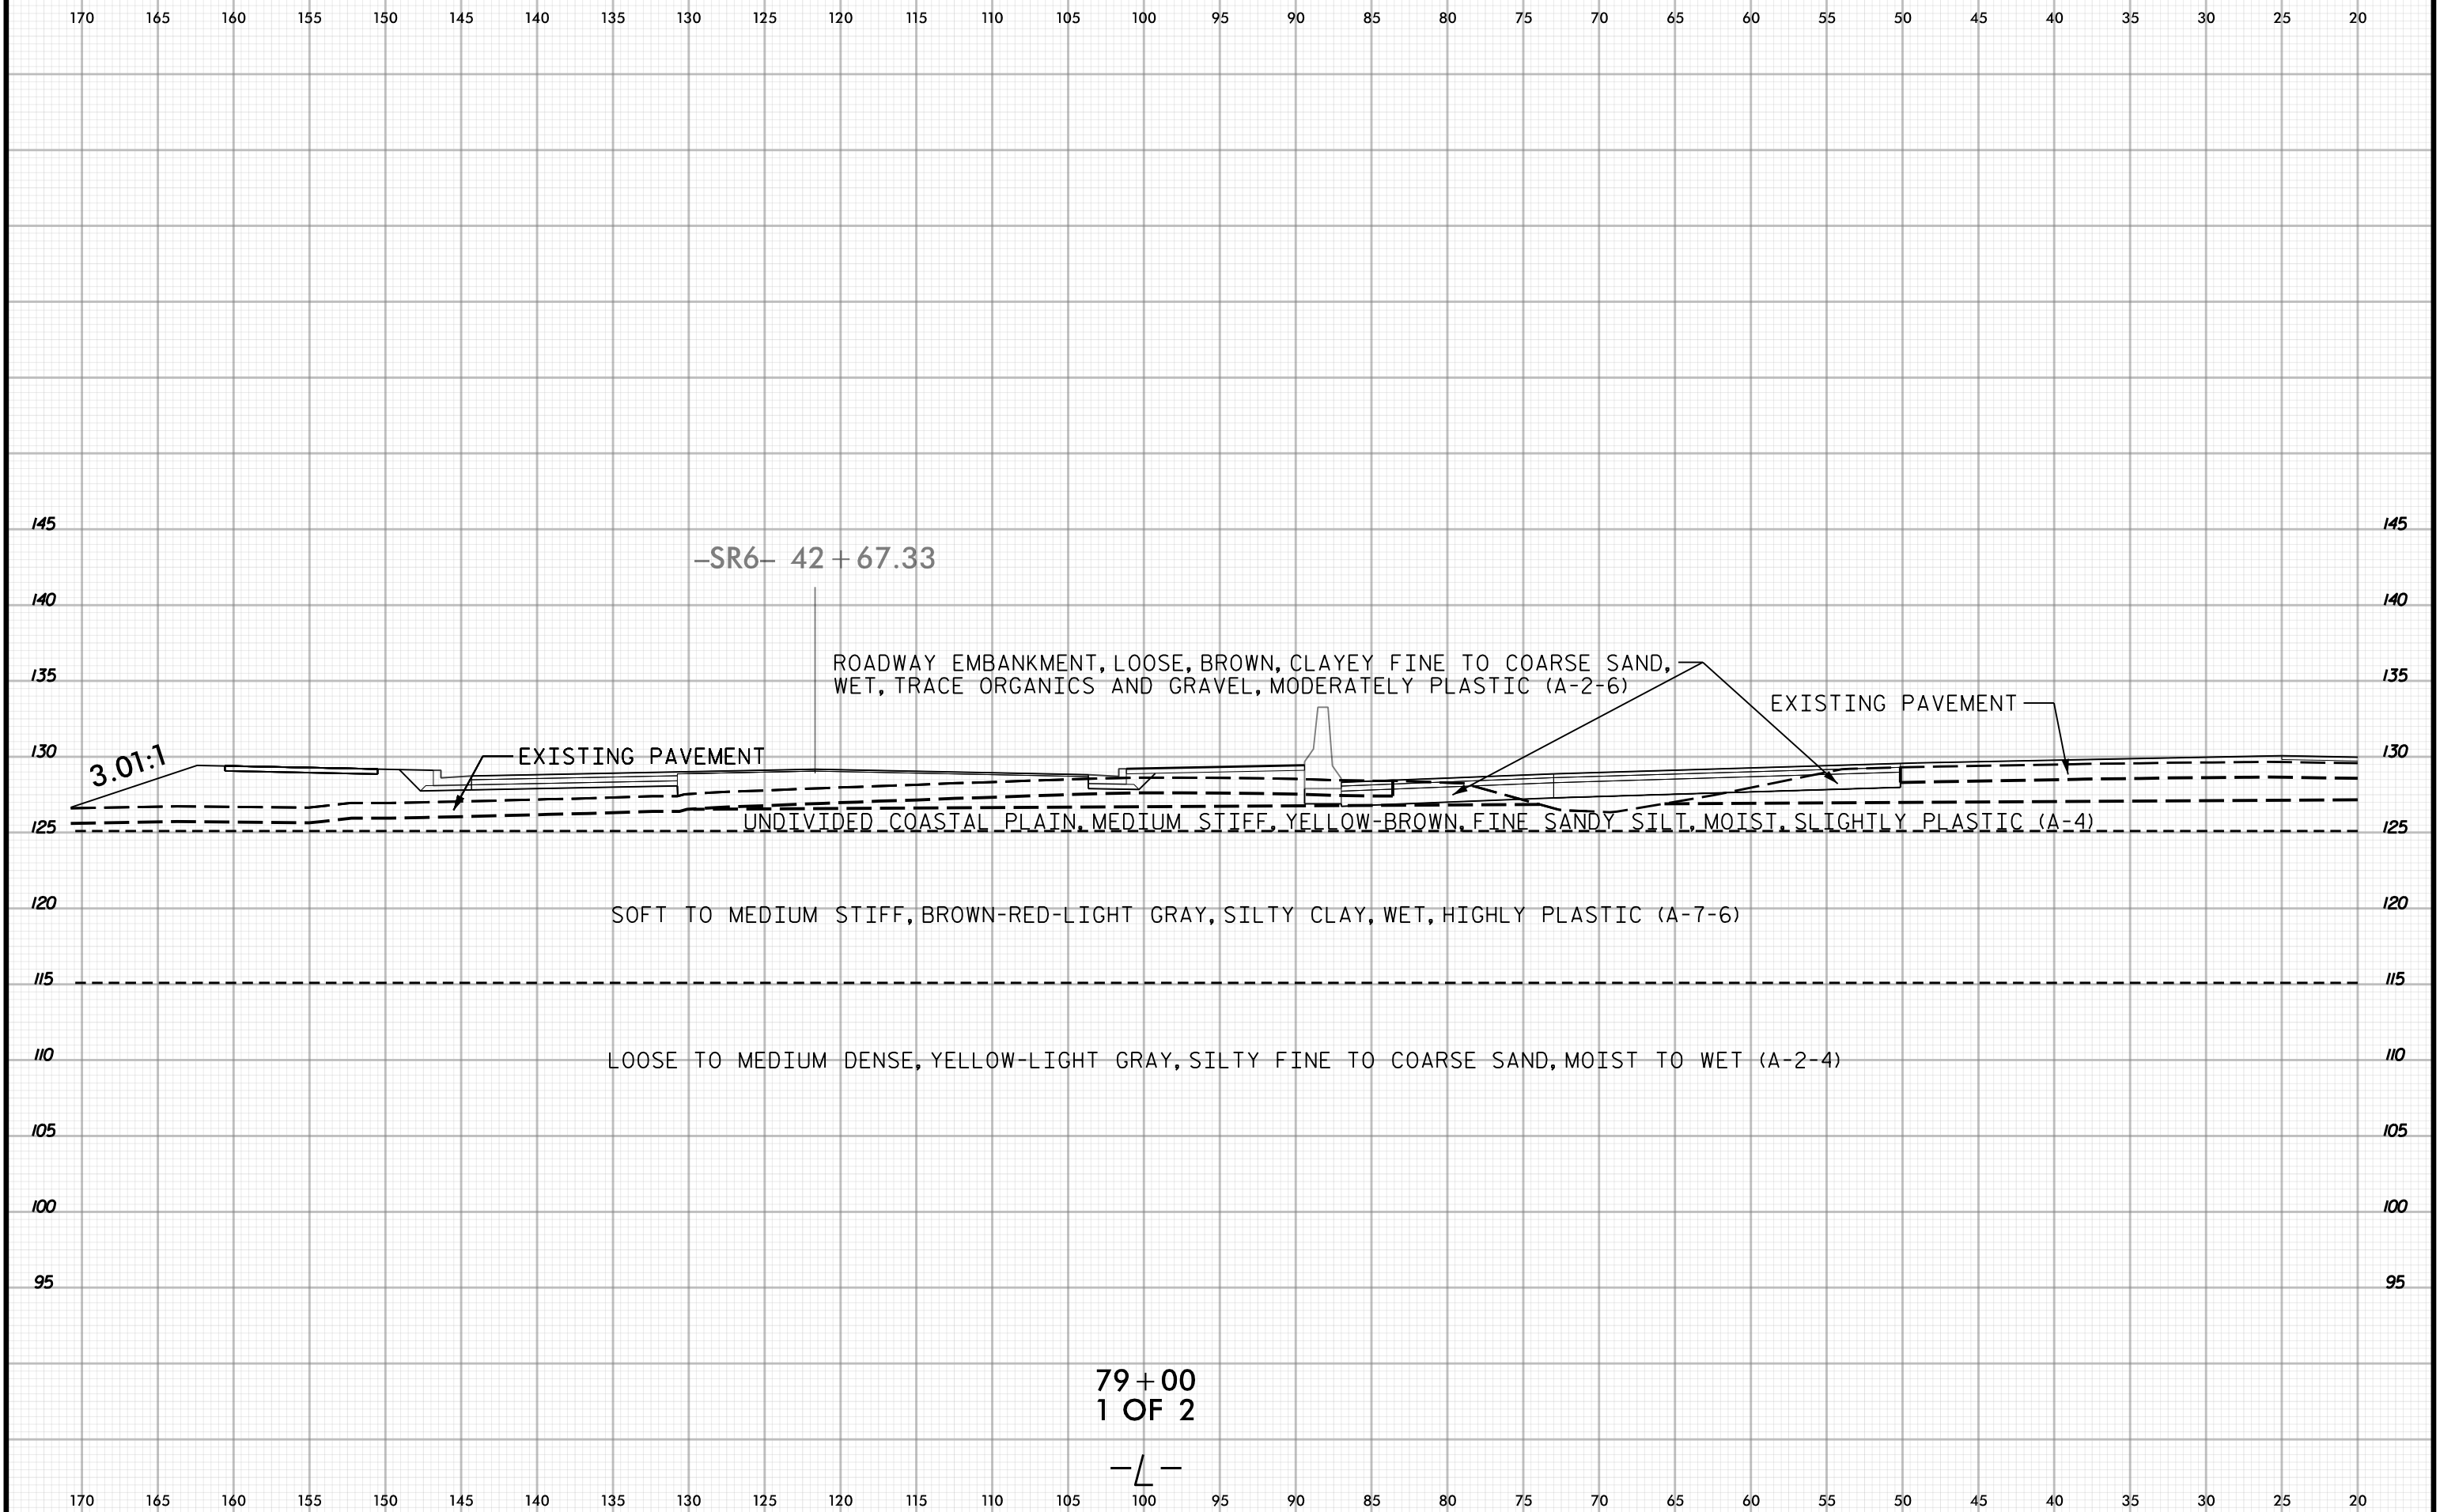 170 165 160 155 150 145 140 135 130 125 120 115 110 105 100 95 90 85 80 75 70 65 60 55 50 45 40 35 30 25 20
145 145
-SR6- 42+67.33
140 140
ROADWAY EMBANKMENT, LOOSE, BROWN, CLAYEY FINE TO COARSE SAND,
WET, TRACE ORGANICS AND GRAVEL, MODERATELY PLASTIC (A-2-6)
135 135
EXISTING PAVEMENT
130 130
3.01:1
EXISTING PAVEMENT
UNDIVIDED COASTAL PLAIN, MEDIUM STIFF, YELLOW-BROWN, FINE SANDY SILT, MOIST, SLIGHTLY PLASTIC (A-4)
125 125
120 120
SOFT TO MEDIUM STIFF, BROWN-RED-LIGHT GRAY, SILTY CLAY, WET, HIGHLY PLASTIC (A-7-6)
115 115
110 110
LOOSE TO MEDIUM DENSE, YELLOW-LIGHT GRAY, SILTY FINE TO COARSE SAND, MOIST TO WET (A-2-4)
105 105
100 100
95 95
79+00
1 OF 2
-L-
170 165 160 155 150 145 140 135 130 125 120 115 110 105 100 95 90 85 80 75 70 65 60 55 50 45 40 35 30 25 20